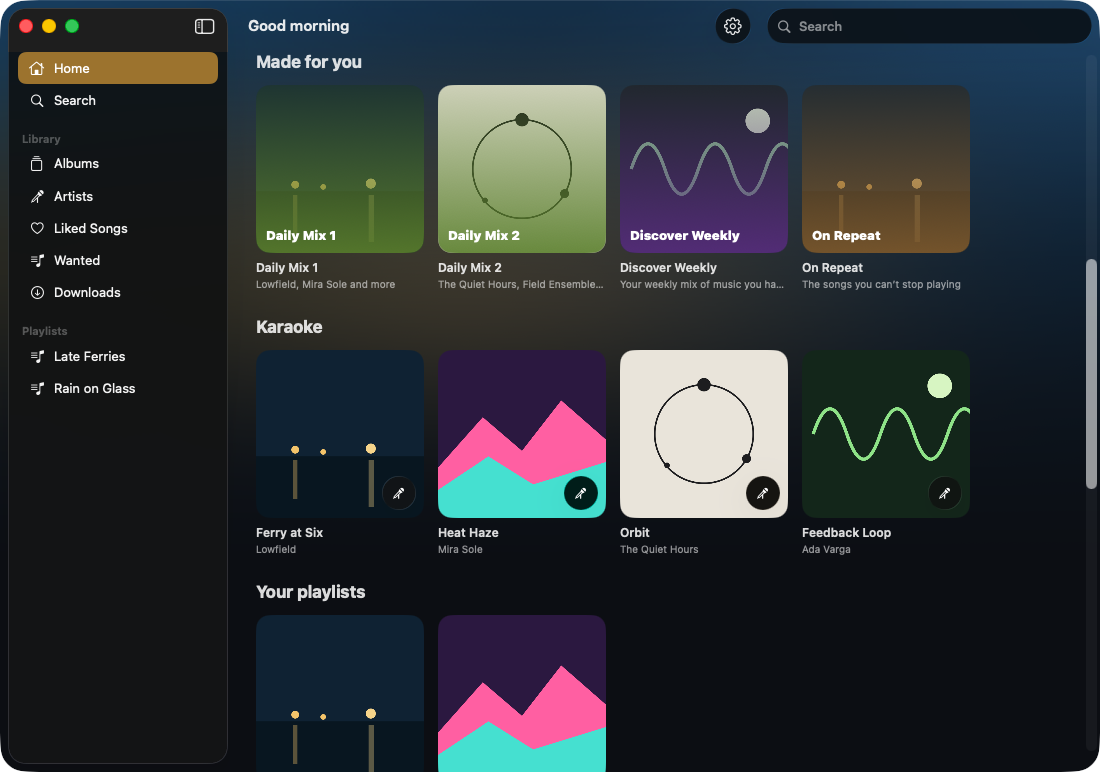 Good morning
Search
Home
Search
Library
Albums
Artists
Liked Songs
Wanted
Downloads
Playlists
Late Ferries
Rain on Glass
Made for you
Daily Mix 1
Daily Mix 2
Discover Weekly
On Repeat
Daily Mix 1
Lowfield, Mira Sole and more
Daily Mix 2
The Quiet Hours, Field Ensemble...
Discover Weekly
Your weekly mix of music you ha...
On Repeat
The songs you can't stop playing
Karaoke
Ferry at Six
Lowfield
Heat Haze
Mira Sole
Orbit
The Quiet Hours
Feedback Loop
Ada Varga
Your playlists